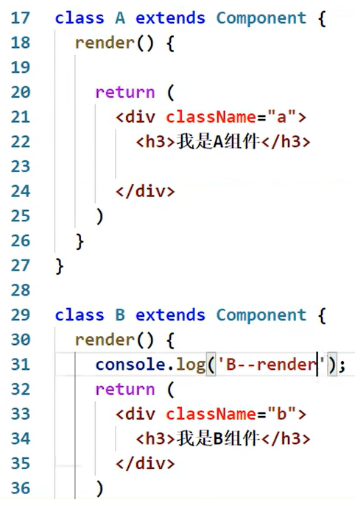 17 class A extends Component {
18   render() {
19
20     return (
21       <div className="a">
22         <h3>我是A组件</h3>
23
24       </div>
25     )
26   }
27 }
28
29 class B extends Component {
30   render() {
31     console.log('B--render');
32     return (
33       <div className="b">
34         <h3>我是B组件</h3>
35       </div>
36     )